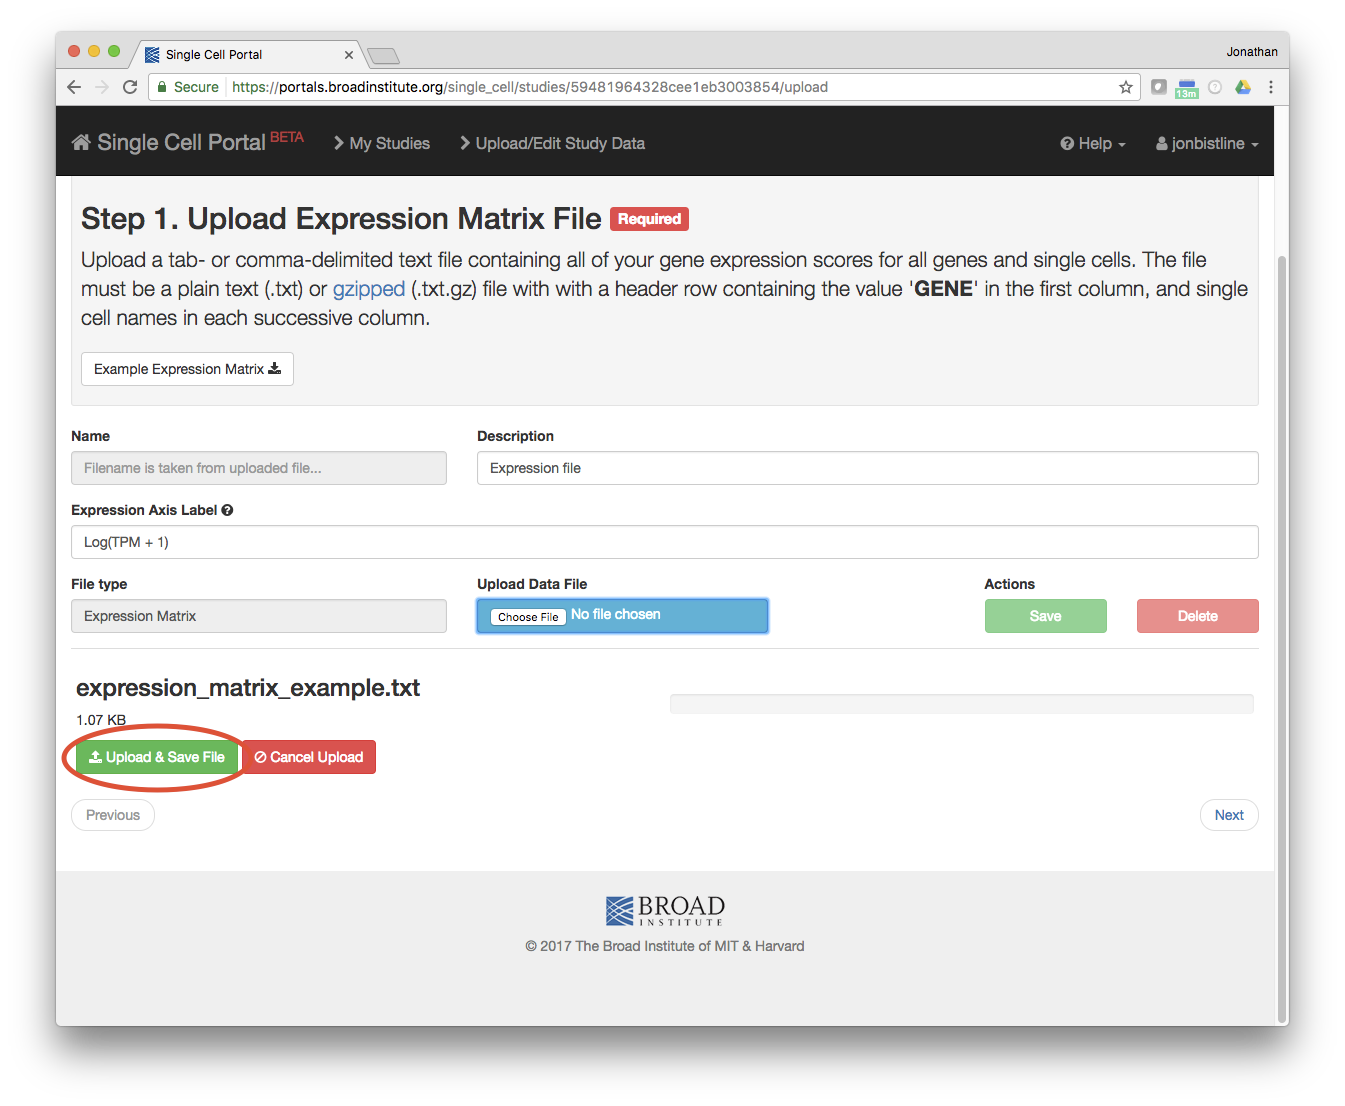 Single Cell Portal
Jonathan
Secure
https://portals.broadinstitute.org/single_cell/studies/59481964328cee1eb3003854/upload
13m
Single Cell Portal BETA
My Studies
Upload/Edit Study Data
Help
jonbistline
Step 1. Upload Expression Matrix File Required
Upload a tab- or comma-delimited text file containing all of your gene expression scores for all genes and single cells. The file
must be a plain text (.txt) or gzipped (.txt.gz) file with with a header row containing the value 'GENE' in the first column, and single
cell names in each successive column.
Example Expression Matrix
Name
Description
Filename is taken from uploaded file...
Expression file
Expression Axis Label
Log(TPM + 1)
File type
Upload Data File
Actions
Expression Matrix
Choose File No file chosen
Save
Delete
expression_matrix_example.txt
1.07 KB
Upload & Save File
Cancel Upload
Previous
Next
BROAD
INSTITUTE
© 2017 The Broad Institute of MIT & Harvard